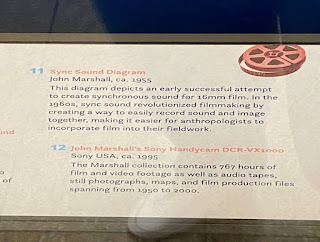 11 Sync Sound Diagram
John Marshall, ca. 1955
This diagram depicts an early successful attempt
to create synchronous sound for 16mm film. In the
1960s, sync sound revolutionized filmmaking by
creating a way to easily record sound and image
together, making it easier for anthropologists to
incorporate film into their fieldwork.
12 John Marshall's Sony Handycam DCR-VX1000
Sony USA, ca. 1995
The Marshall collection contains 767 hours of
film and video footage as well as audio tapes,
still photographs, maps, and film production files
spanning from 1950 to 2000.
of